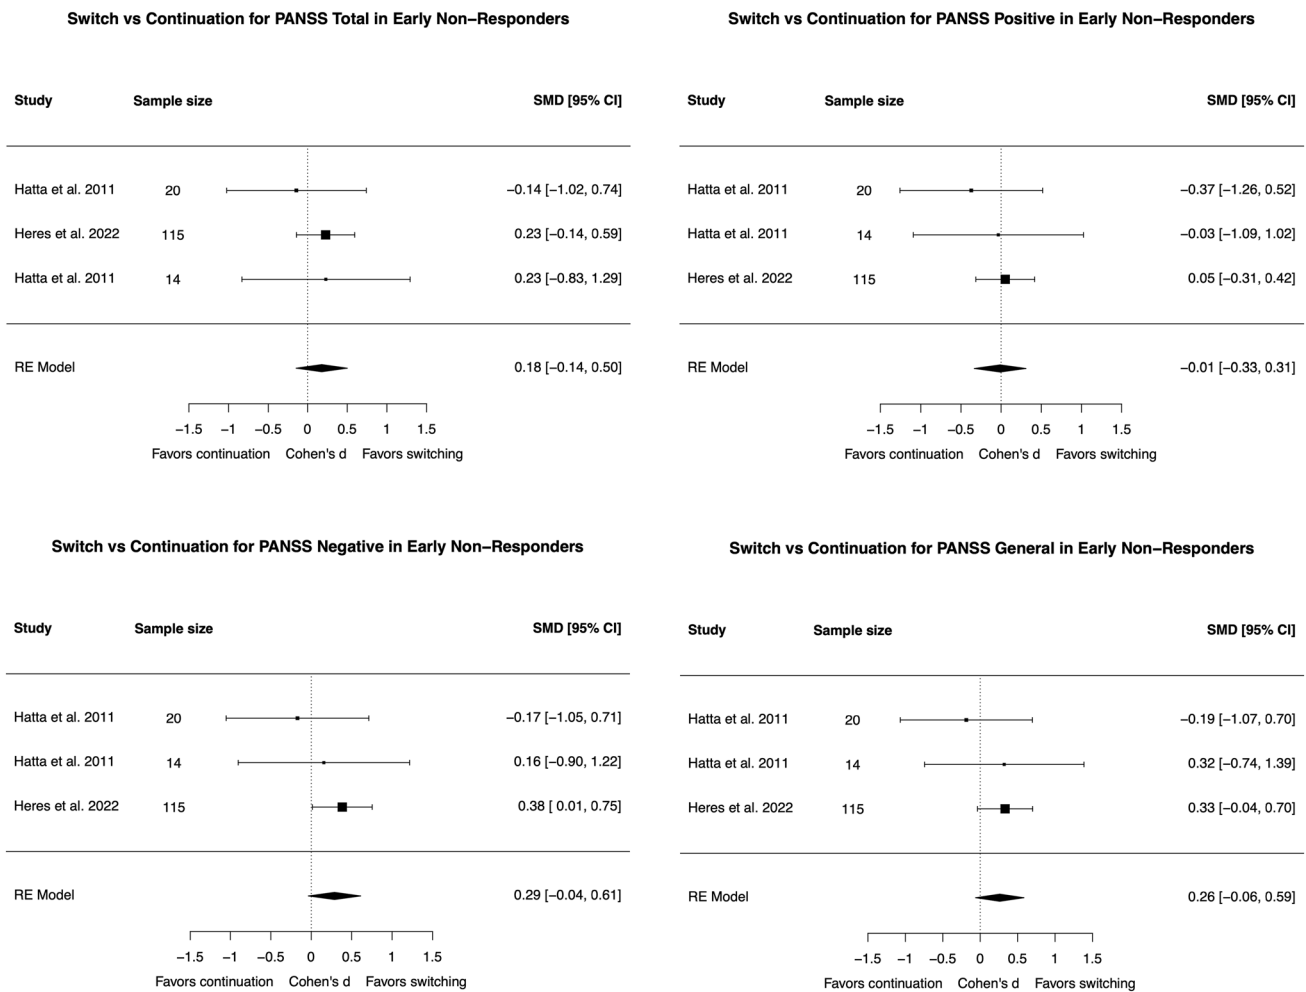 Switch vs Continuation for PANSS Total in Early Non−Responders
Study Sample size SMD [95% CI]
Hatta et al. 2011 20 −0.14 [−1.02, 0.74]
Heres et al. 2022 115 0.23 [−0.14, 0.59]
Hatta et al. 2011 14 0.23 [−0.83, 1.29]
RE Model 0.18 [−0.14, 0.50]
−1.5 −1 −0.5 0 0.5 1 1.5
Favors continuation Cohen's d Favors switching
Switch vs Continuation for PANSS Positive in Early Non−Responders
Study Sample size SMD [95% CI]
Hatta et al. 2011 20 −0.37 [−1.26, 0.52]
Hatta et al. 2011 14 −0.03 [−1.09, 1.02]
Heres et al. 2022 115 0.05 [−0.31, 0.42]
RE Model −0.01 [−0.33, 0.31]
−1.5 −1 −0.5 0 0.5 1 1.5
Favors continuation Cohen's d Favors switching
Switch vs Continuation for PANSS Negative in Early Non−Responders
Study Sample size SMD [95% CI]
Hatta et al. 2011 20 −0.17 [−1.05, 0.71]
Hatta et al. 2011 14 0.16 [−0.90, 1.22]
Heres et al. 2022 115 0.38 [ 0.01, 0.75]
RE Model 0.29 [−0.04, 0.61]
−1.5 −1 −0.5 0 0.5 1 1.5
Favors continuation Cohen's d Favors switching
Switch vs Continuation for PANSS General in Early Non−Responders
Study Sample size SMD [95% CI]
Hatta et al. 2011 20 −0.19 [−1.07, 0.70]
Hatta et al. 2011 14 0.32 [−0.74, 1.39]
Heres et al. 2022 115 0.33 [−0.04, 0.70]
RE Model 0.26 [−0.06, 0.59]
−1.5 −1 −0.5 0 0.5 1 1.5
Favors continuation Cohen's d Favors switching